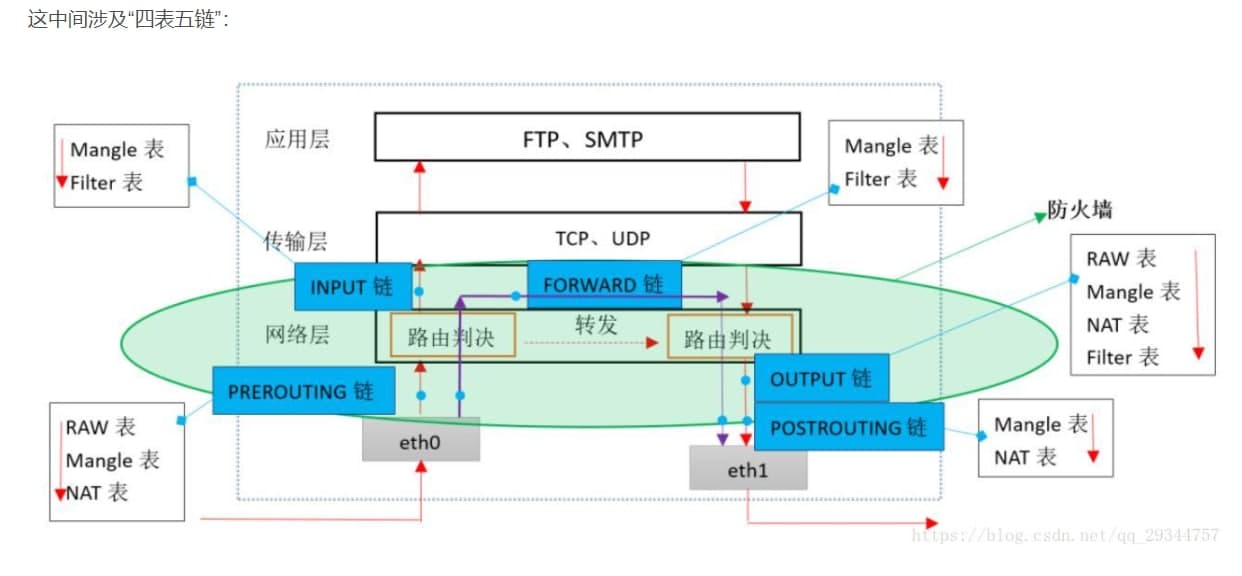 这中间涉及“四表五链”：
应用层
FTP、SMTP
Mangle 表
Filter 表
Mangle 表
Filter 表
防火墙
传输层
TCP、UDP
INPUT 链
FORWARD 链
RAW 表
Mangle 表
NAT 表
Filter 表
网络层
路由判决
转发
路由判决
PREROUTING 链
OUTPUT 链
RAW 表
Mangle 表
NAT 表
eth0
POSTROUTING 链
Mangle 表
NAT 表
eth1
https://blog.csdn.net/qq_29344757